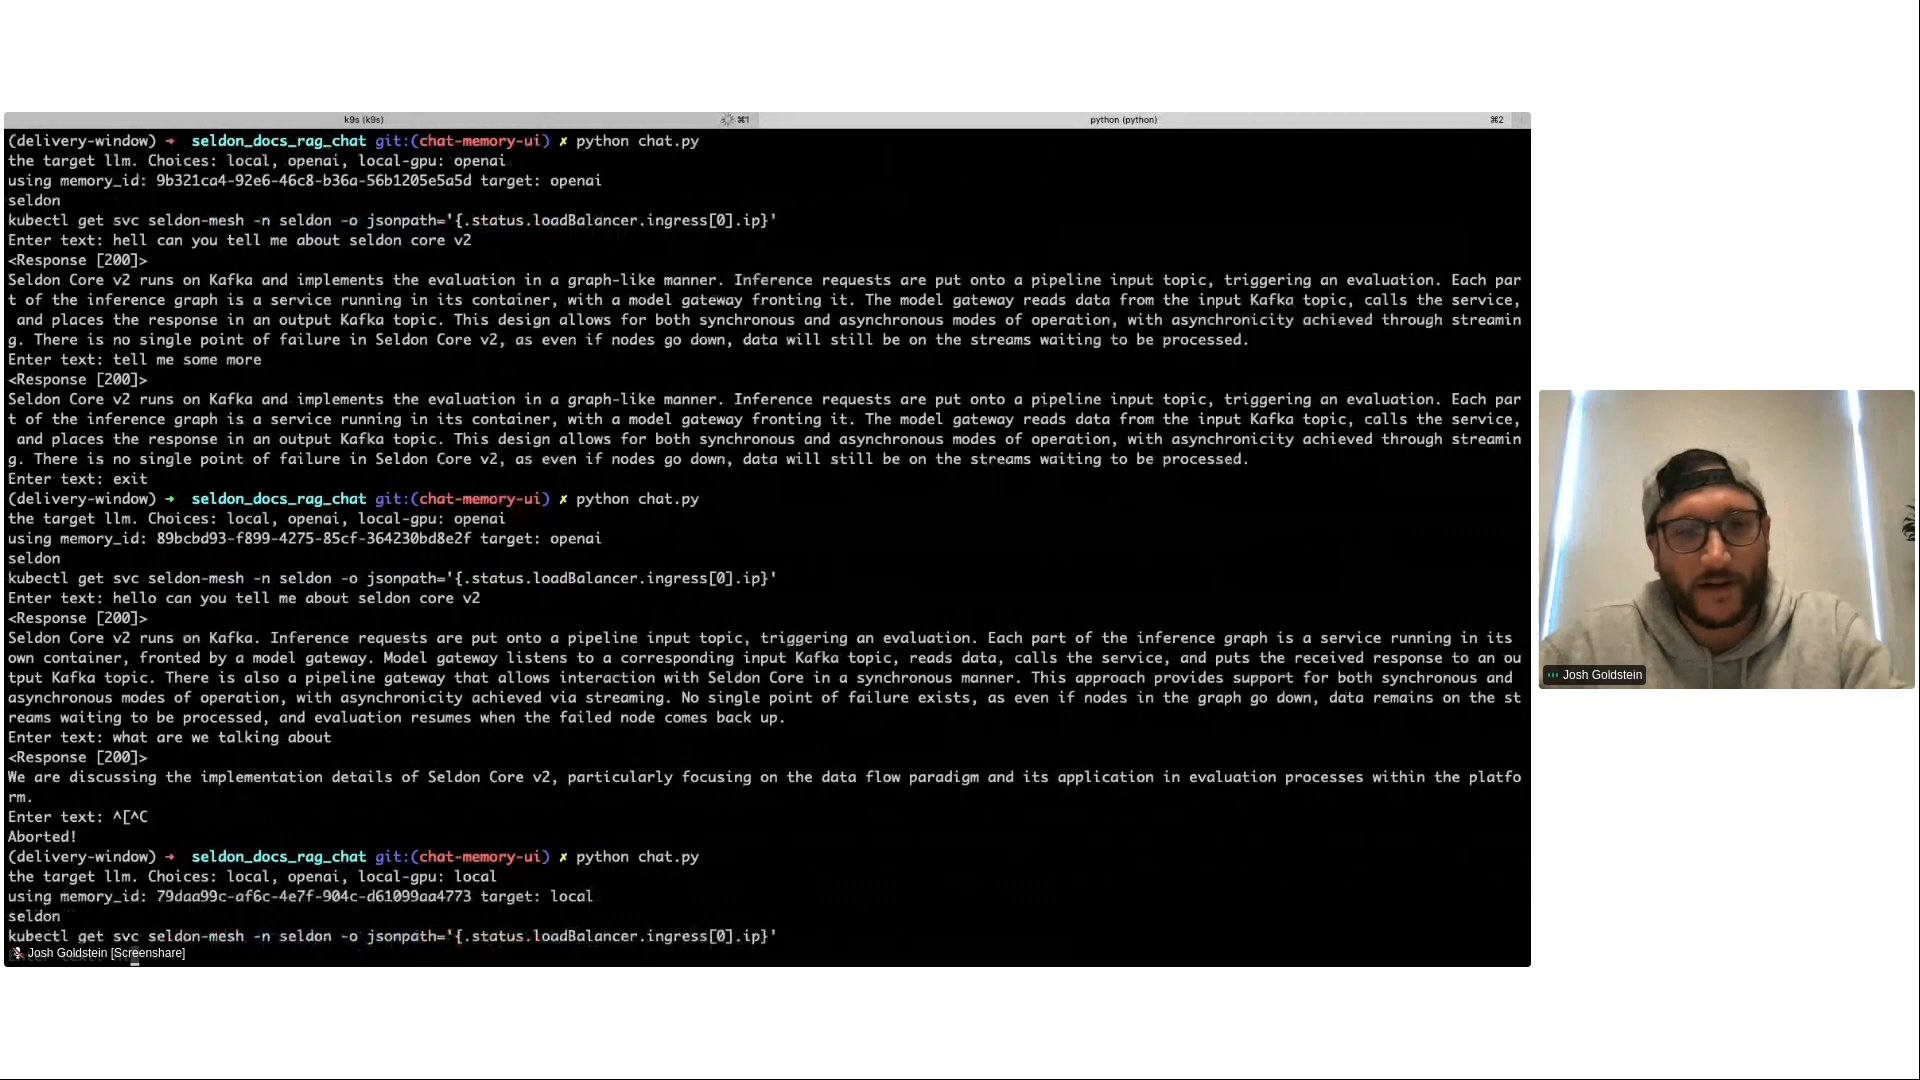 k9s (k9s) ⌘1 python (python) ⌘2
(delivery-window) → seldon_docs_rag_chat git:(chat-memory-ui) ✗ python chat.py
the target llm. Choices: local, openai, local-gpu: openai
using memory_id: 9b321ca4-92e6-46c8-b36a-56b1205e5a5d target: openai
seldon
kubectl get svc seldon-mesh -n seldon -o jsonpath='{.status.loadBalancer.ingress[0].ip}'
Enter text: hell can you tell me about seldon core v2
<Response [200]>
Seldon Core v2 runs on Kafka and implements the evaluation in a graph-like manner. Inference requests are put onto a pipeline input topic, triggering an evaluation. Each par
t of the inference graph is a service running in its container, with a model gateway fronting it. The model gateway reads data from the input Kafka topic, calls the service,
and places the response in an output Kafka topic. This design allows for both synchronous and asynchronous modes of operation, with asynchronicity achieved through streamin
g. There is no single point of failure in Seldon Core v2, as even if nodes go down, data will still be on the streams waiting to be processed.
Enter text: tell me some more
<Response [200]>
Seldon Core v2 runs on Kafka and implements the evaluation in a graph-like manner. Inference requests are put onto a pipeline input topic, triggering an evaluation. Each par
t of the inference graph is a service running in its container, with a model gateway fronting it. The model gateway reads data from the input Kafka topic, calls the service,
and places the response in an output Kafka topic. This design allows for both synchronous and asynchronous modes of operation, with asynchronicity achieved through streamin
g. There is no single point of failure in Seldon Core v2, as even if nodes go down, data will still be on the streams waiting to be processed.
Enter text: exit
(delivery-window) → seldon_docs_rag_chat git:(chat-memory-ui) ✗ python chat.py
the target llm. Choices: local, openai, local-gpu: openai
using memory_id: 89bcbd93-f899-4275-85cf-364230bd8e2f target: openai
seldon
kubectl get svc seldon-mesh -n seldon -o jsonpath='{.status.loadBalancer.ingress[0].ip}'
Enter text: hello can you tell me about seldon core v2
<Response [200]>
Seldon Core v2 runs on Kafka. Inference requests are put onto a pipeline input topic, triggering an evaluation. Each part of the inference graph is a service running in its
own container, fronted by a model gateway. Model gateway listens to a corresponding input Kafka topic, reads data, calls the service, and puts the received response to an ou
tput Kafka topic. There is also a pipeline gateway that allows interaction with Seldon Core in a synchronous manner. This approach provides support for both synchronous and
asynchronous modes of operation, with asynchronicity achieved via streaming. No single point of failure exists, as even if nodes in the graph go down, data remains on the st
reams waiting to be processed, and evaluation resumes when the failed node comes back up.
Enter text: what are we talking about
<Response [200]>
We are discussing the implementation details of Seldon Core v2, particularly focusing on the data flow paradigm and its application in evaluation processes within the platfo
rm.
Enter text: ^[^C
Aborted!
(delivery-window) → seldon_docs_rag_chat git:(chat-memory-ui) ✗ python chat.py
the target llm. Choices: local, openai, local-gpu: local
using memory_id: 79daa99c-af6c-4e7f-904c-d61099aa4773 target: local
seldon
kubectl get svc seldon-mesh -n seldon -o jsonpath='{.status.loadBalancer.ingress[0].ip}'
Josh Goldstein [Screenshare]
Josh Goldstein